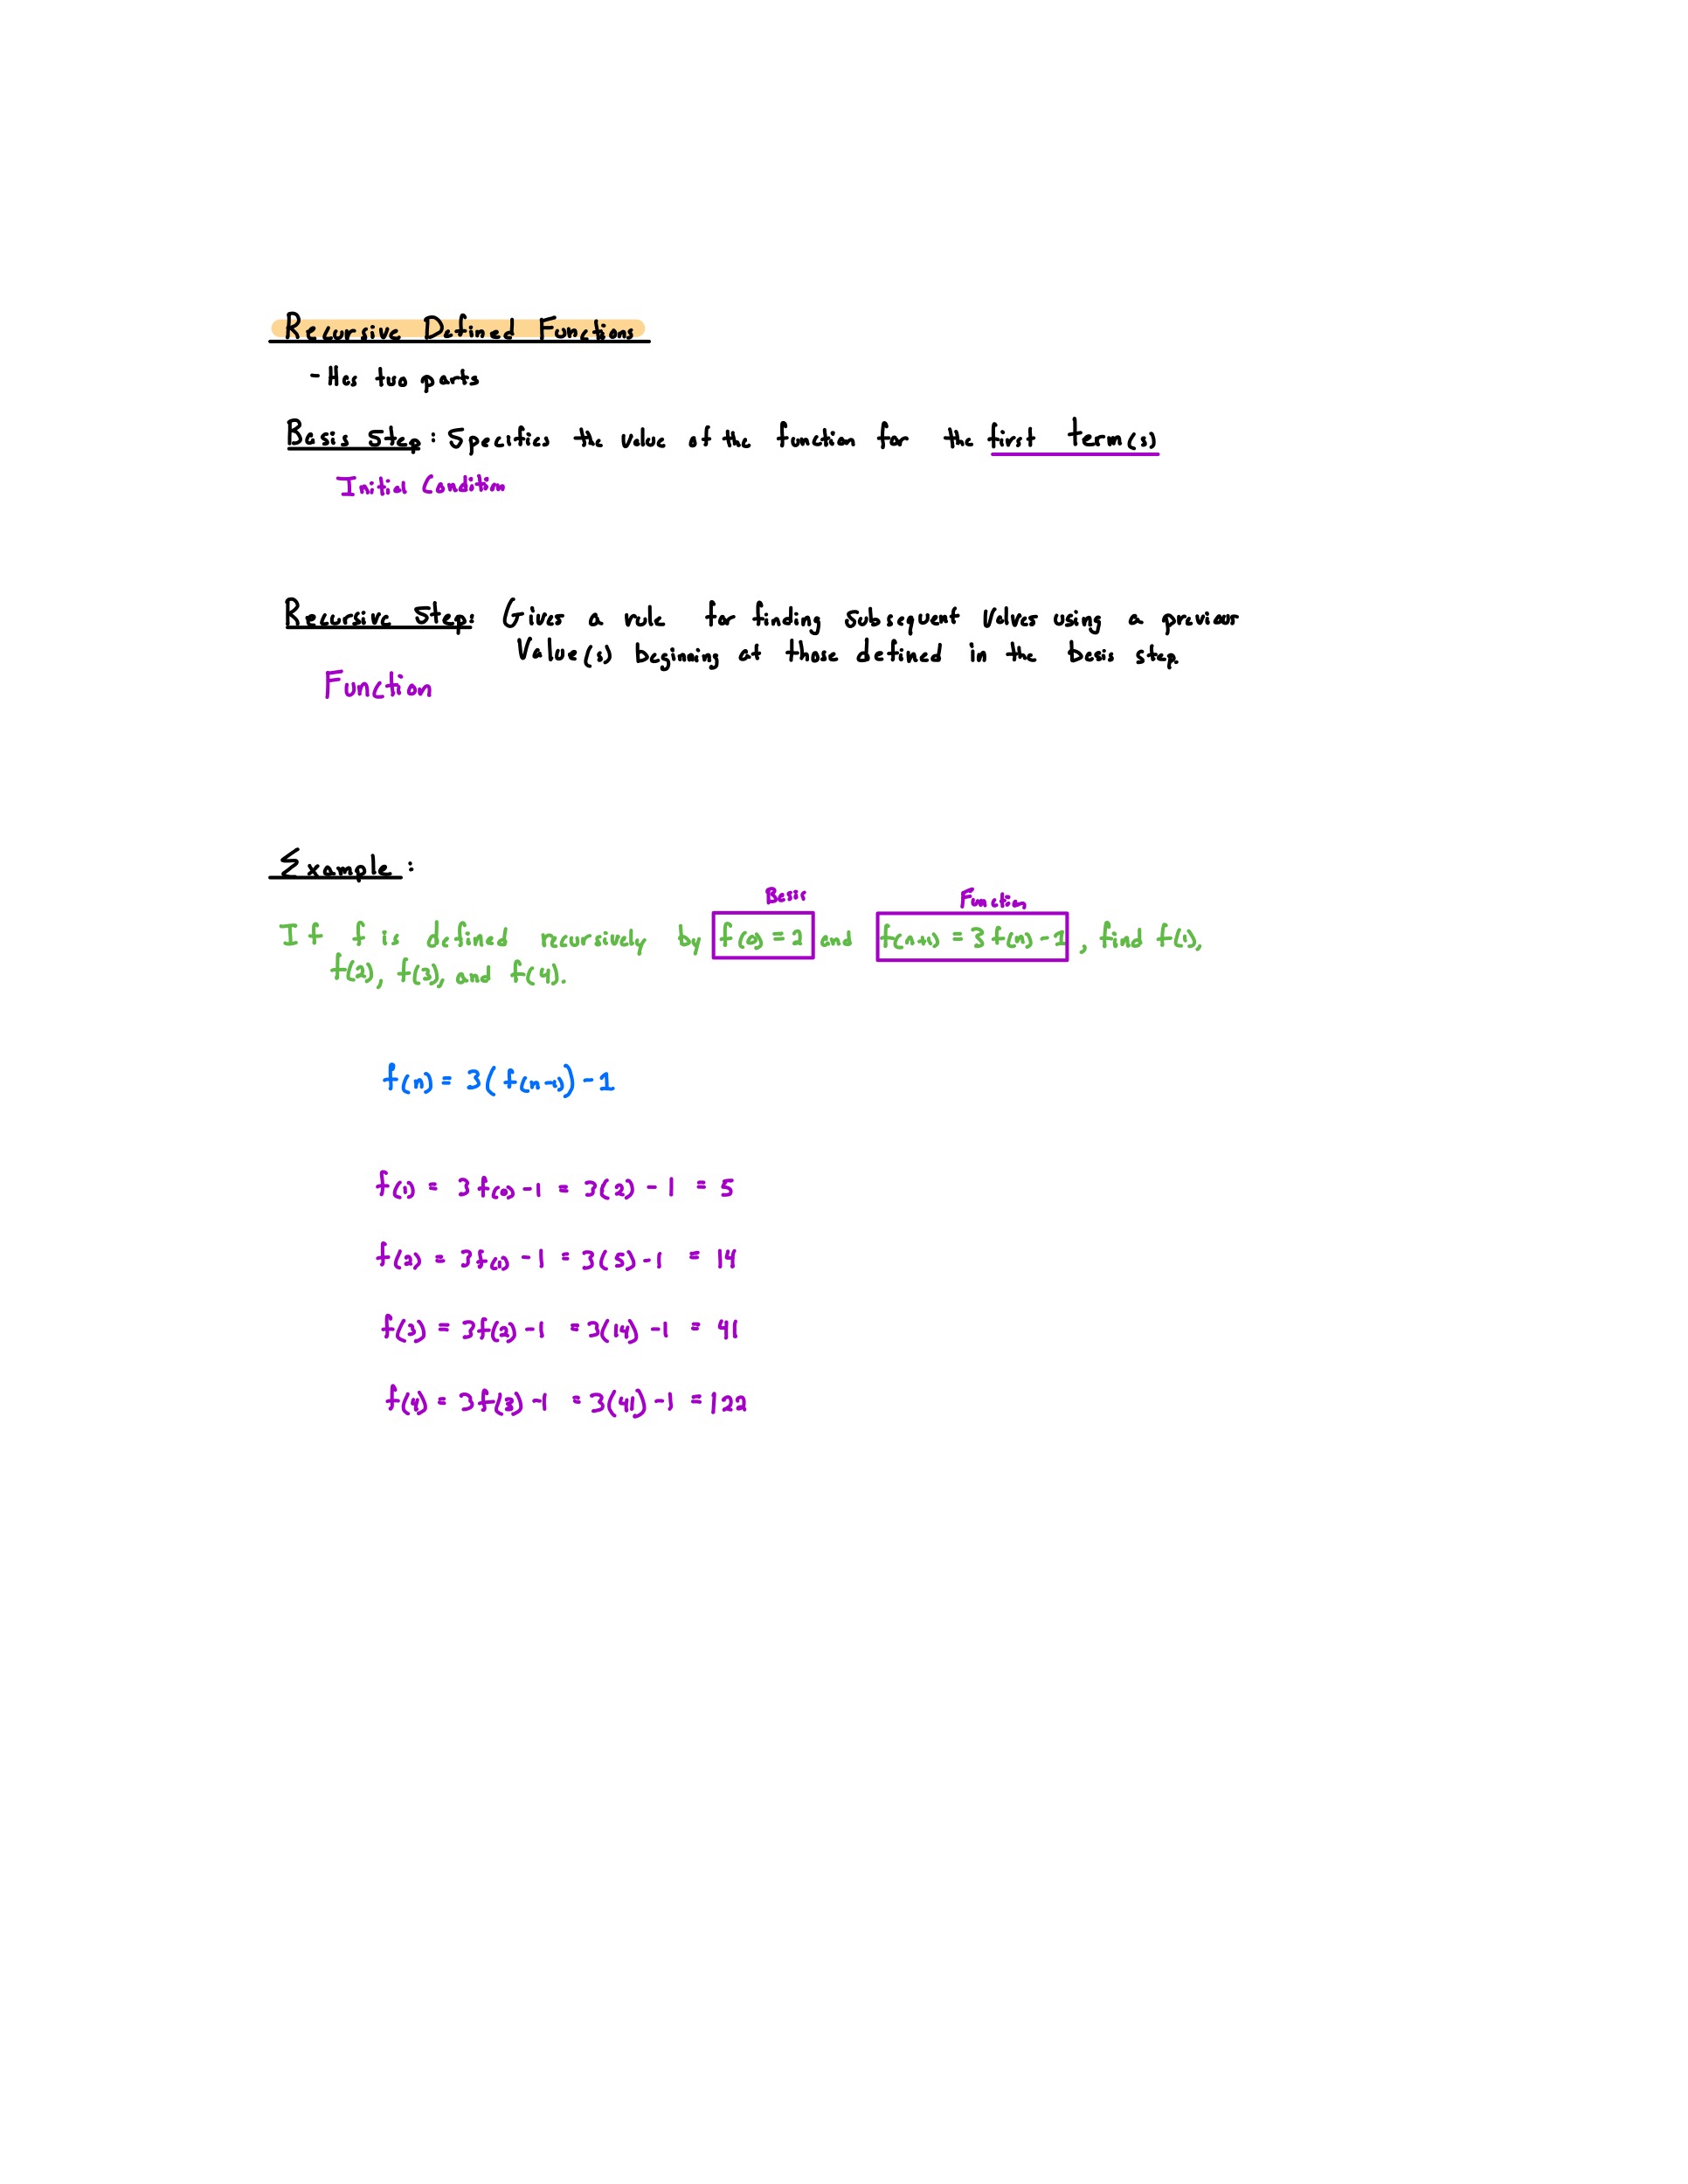 Recursive Defined Functions
- Has two parts
Basis Step: Specifies the value of the function for the first term(s)
Initial Condition
Recursive Step: Gives a rule for finding subsequent values using a previous
Value(s) beginning at those defined in the basis step.
Function
Example:
Basis Function
If f is defined recursively by f(0) = 2 and f(n+1) = 3f(n) - 1, find f(1),
f(2), f(3), and f(4).
f(n) = 3(f(n-1)) - 1
f(1) = 3f(0) - 1 = 3(2) - 1 = 5
f(2) = 3f(1) - 1 = 3(5) - 1 = 14
f(3) = 3f(2) - 1 = 3(14) - 1 = 41
f(4) = 3f(3) - 1 = 3(41) - 1 = 122